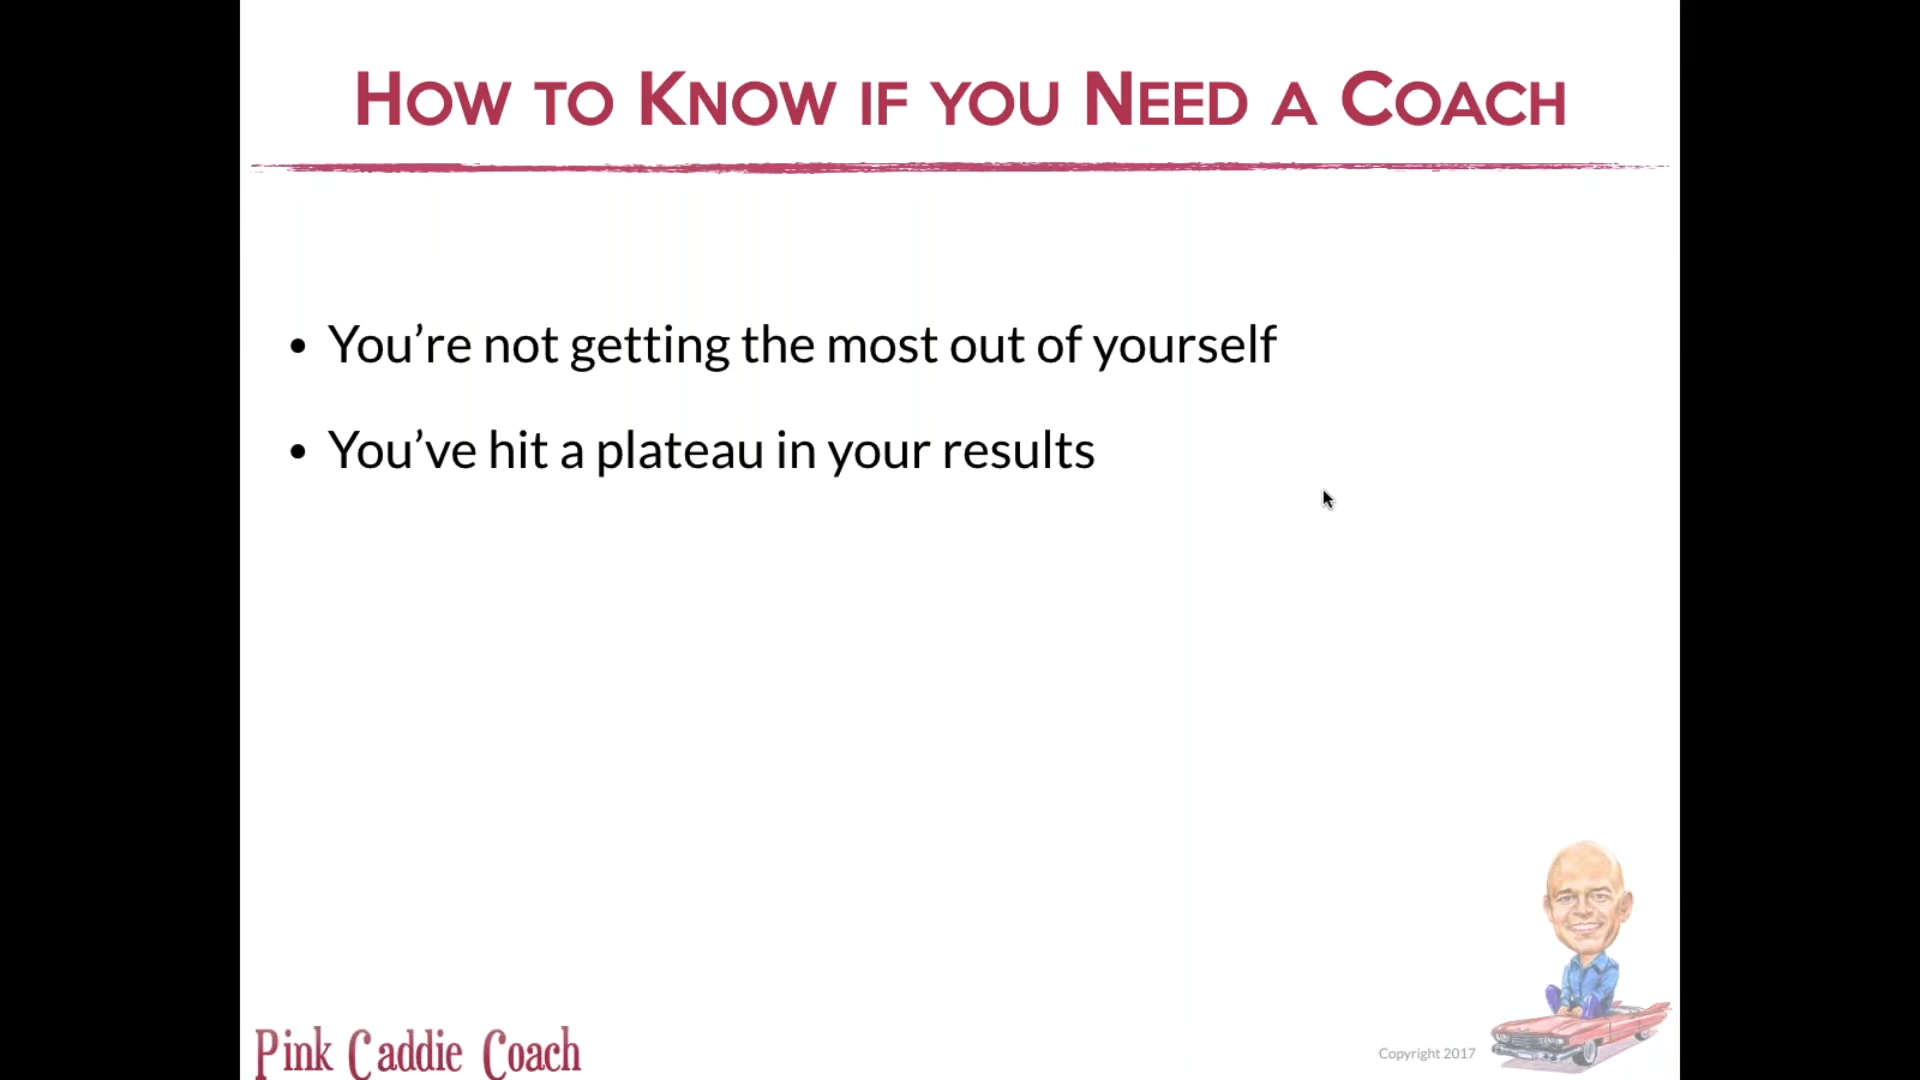 How to Know if you Need a Coach
• You’re not getting the most out of yourself
• You’ve hit a plateau in your results
Pink Caddie Coach
Copyright 2017